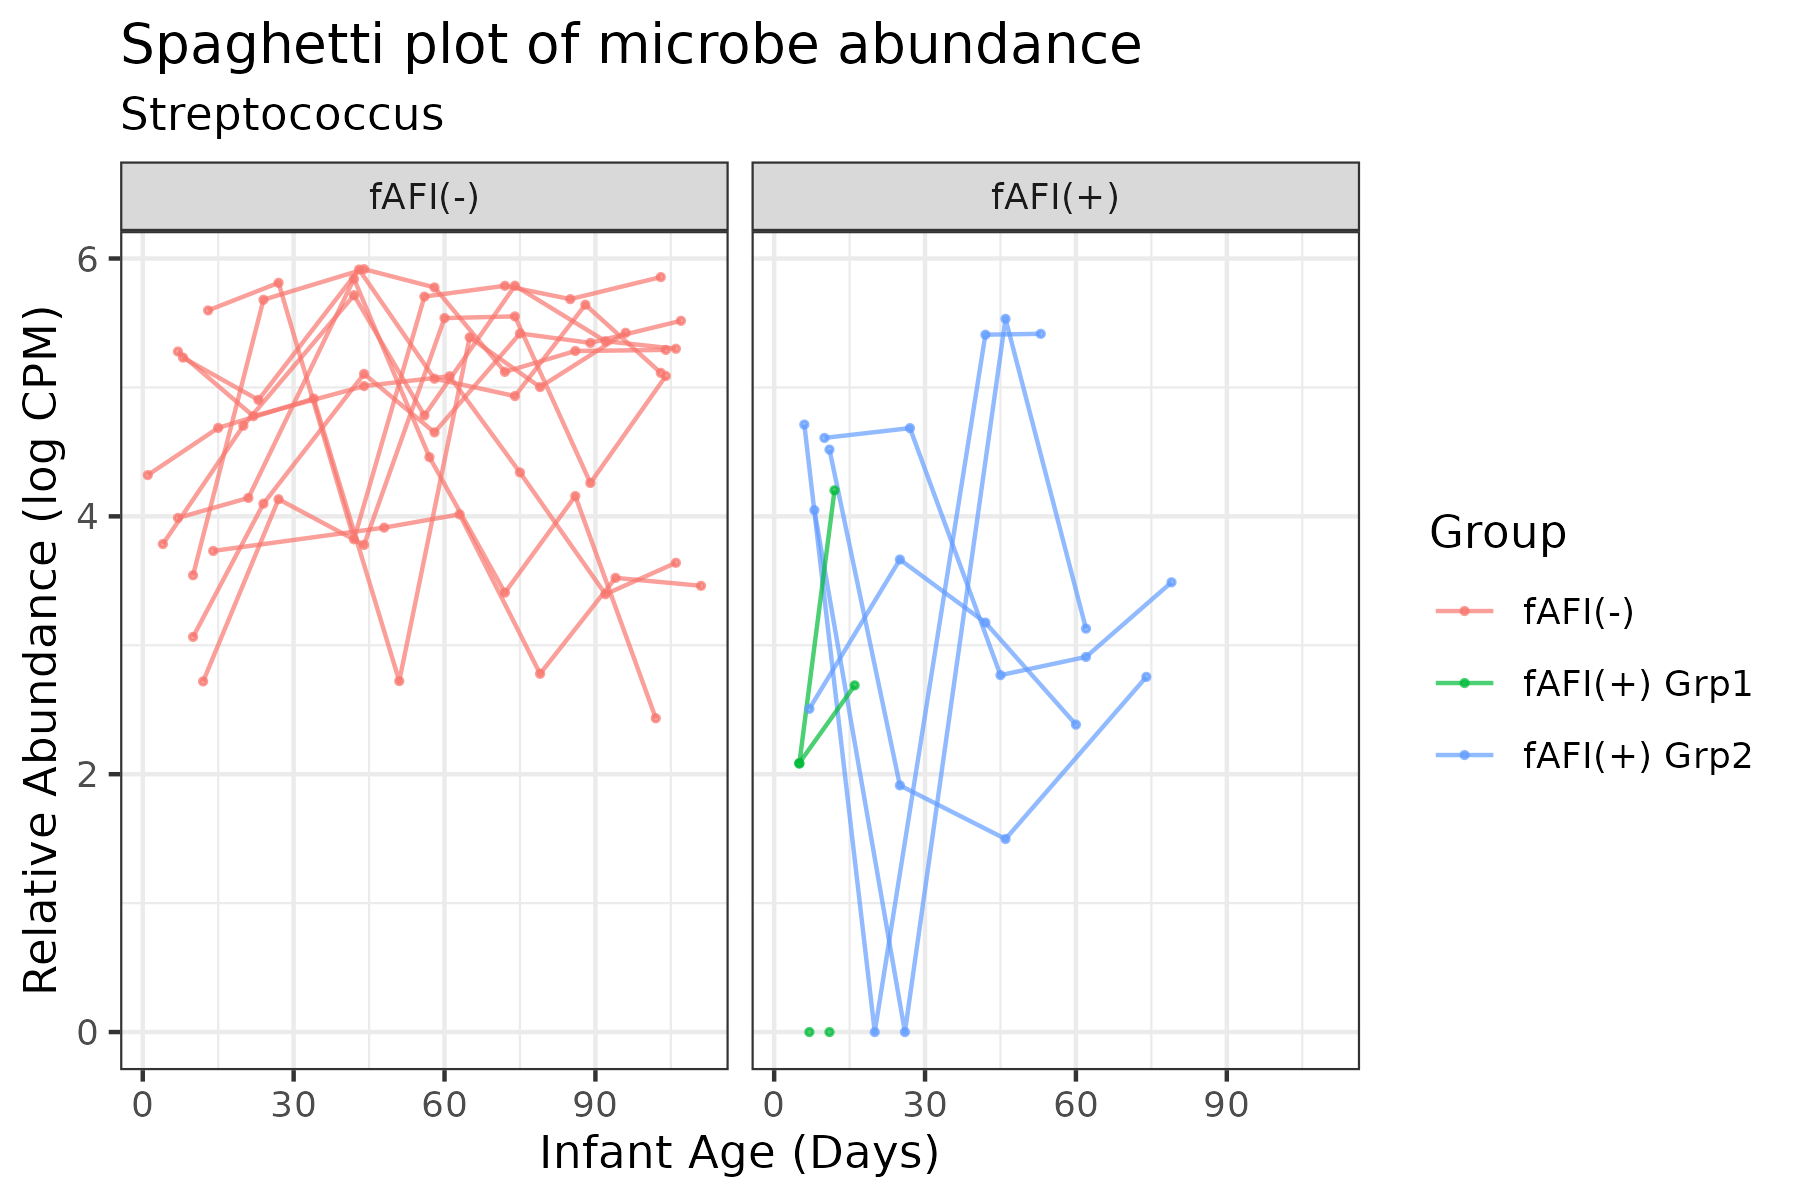 Spaghetti plot of microbe abundance
Streptococcus
fAFI(-)
fAFI(+)
Relative Abundance (log CPM)
6
4
2
0
0
30
60
90
0
30
60
90
Infant Age (Days)
Group
fAFI(-)
fAFI(+) Grp1
fAFI(+) Grp2